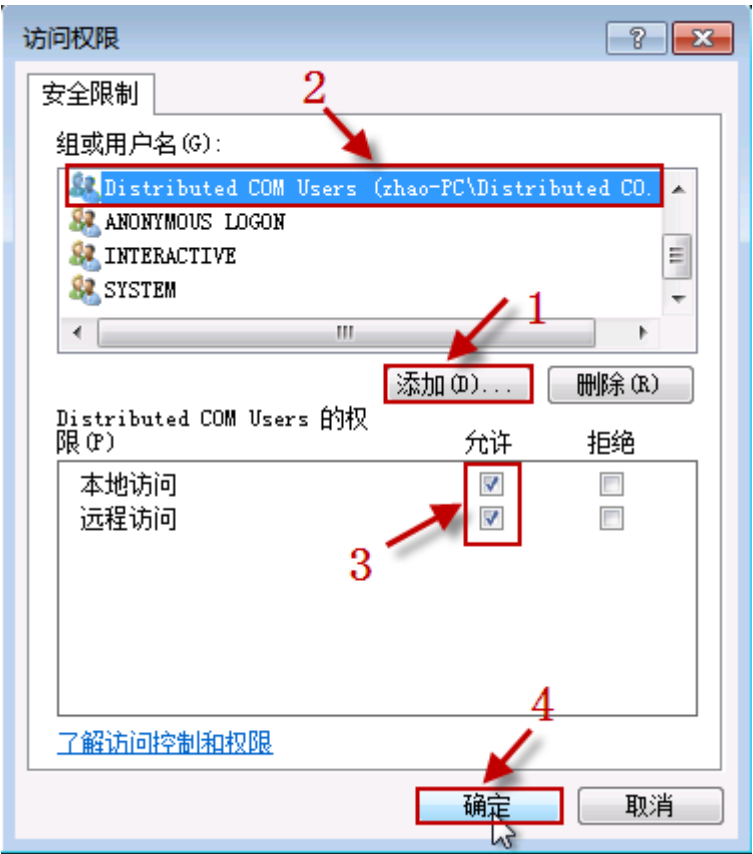 访问权限
安全限制
2
组或用户名(G):
Distributed COM Users (zhao-PC\Distributed CO.
ANONYMOUS LOGON
INTERACTIVE
SYSTEM
1
添加(D)... 删除(R)
Distributed COM Users 的权
限(P) 允许 拒绝
本地访问
远程访问
3
4
了解访问控制和权限
确定 取消